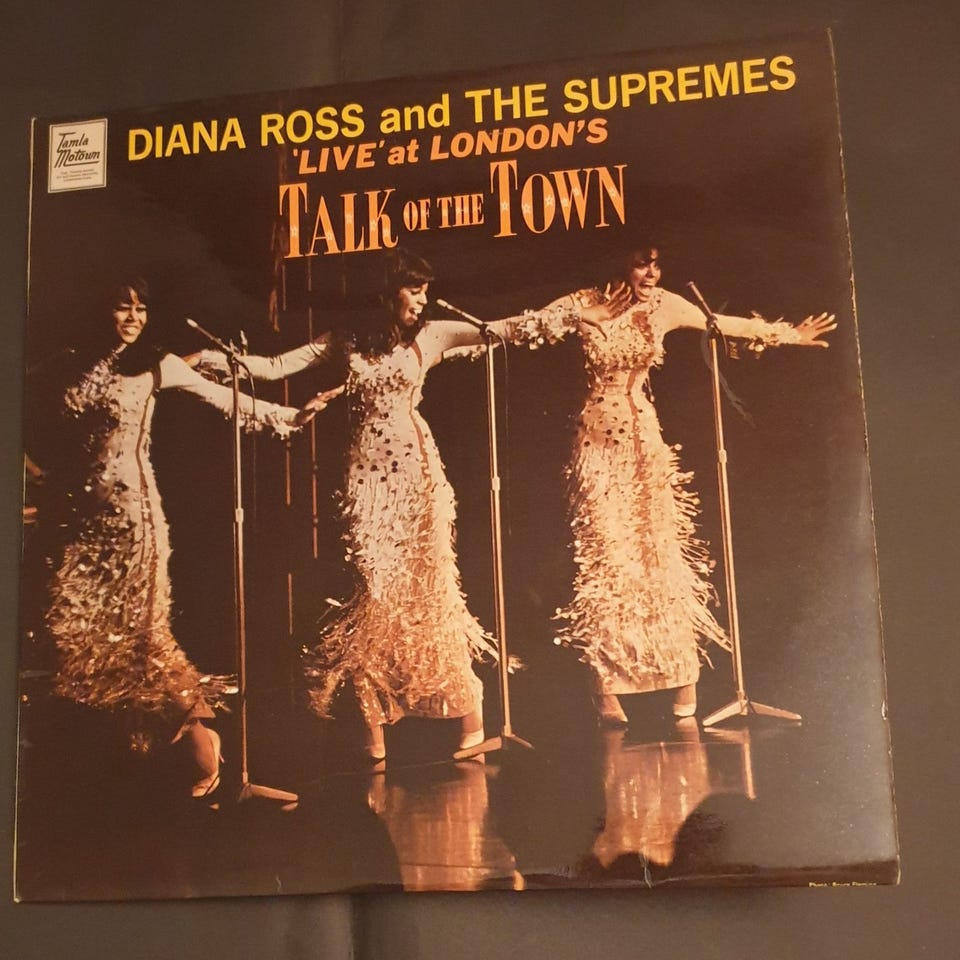 Tamla
Motown
DIANA ROSS and THE SUPREMES
'LIVE' at LONDON'S
TALK OF THE TOWN